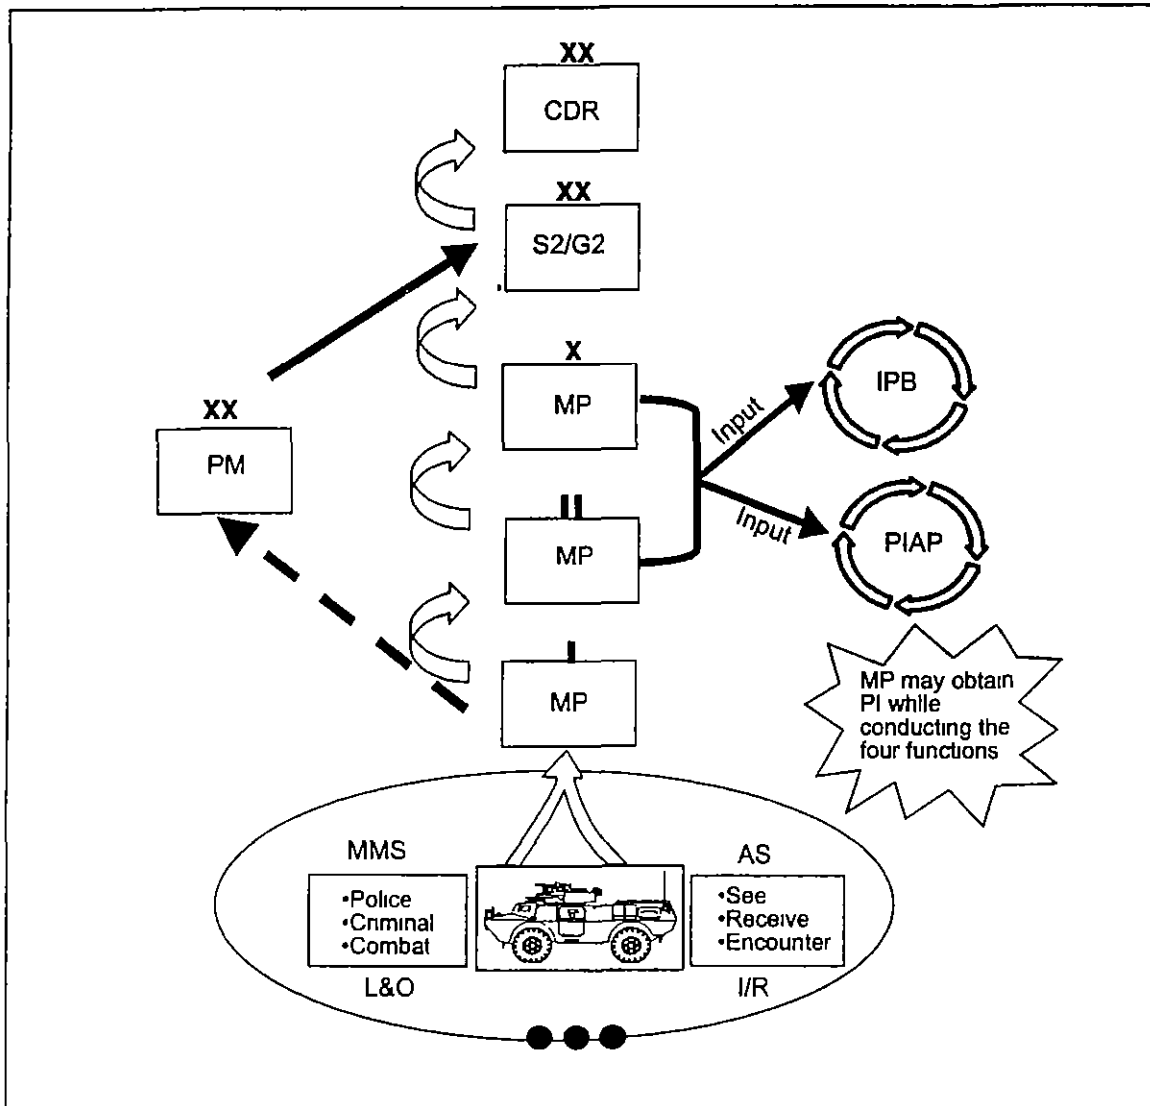 XX
CDR
XX
S2/G2
X
MP
XX
PM
II
MP
I
MP
Input
IPB
Input
PIAP
MP may obtain
PI while
conducting the
four functions
MMS
•Police
•Criminal
•Combat
L&O
AS
•See
•Receive
•Encounter
I/R